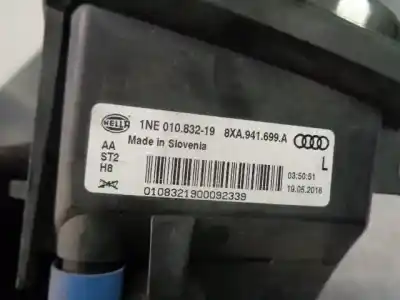 HELLA 1NE 010.832-19 8XA.941.699.A
Made in Slovenia
AA
ST2
H8
L
03:50:51
19.05.2016
0108321900092339